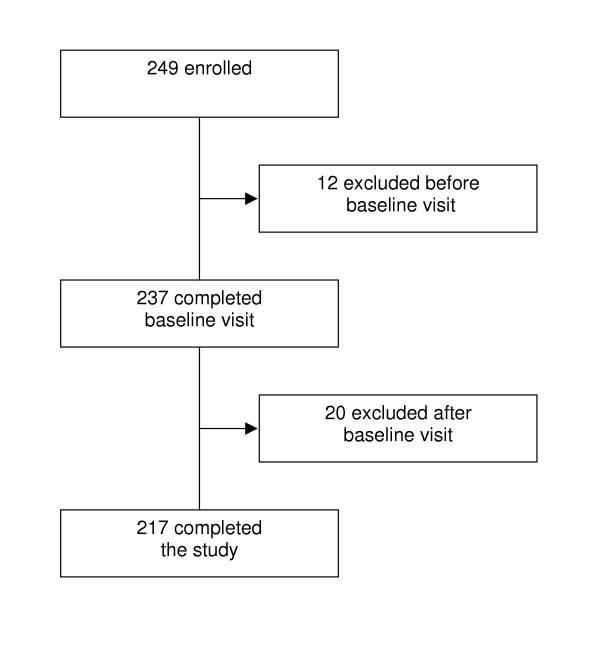 249 enrolled
12 excluded before
baseline visit
237 completed
baseline visit
20 excluded after
baseline visit
217 completed
the study